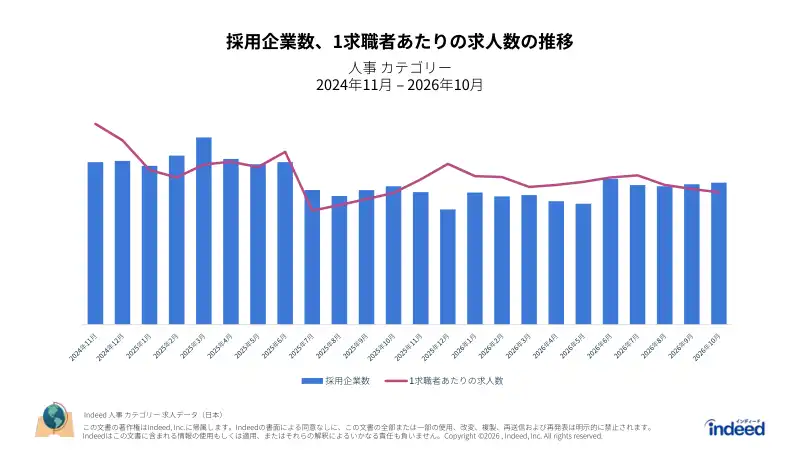 採用企業数、1求職者あたりの求人数の推移
人事 カテゴリー
2024年11月 – 2026年10月
2024年11月
2024年12月
2025年1月
2025年2月
2025年3月
2025年4月
2025年5月
2025年6月
2025年7月
2025年8月
2025年9月
2025年10月
2025年11月
2025年12月
2026年1月
2026年2月
2026年3月
2026年4月
2026年5月
2026年6月
2026年7月
2026年8月
2026年9月
2026年10月
採用企業数 1求職者あたりの求人数
Indeed 人事 カテゴリー 求人データ（日本）
この文書の著作権はIndeed, Inc.に帰属します。Indeedの書面による同意なしに、この文書の全部または一部の使用、改変、複製、再送信および再発表は明示的に禁止されます。
Indeedはこの文書に含まれる情報の使用もしくは適用、またはそれらの解釈によるいかなる責任も負いません。Copyright ©2026 , Indeed, Inc. All rights reserved.
インディード
indeed